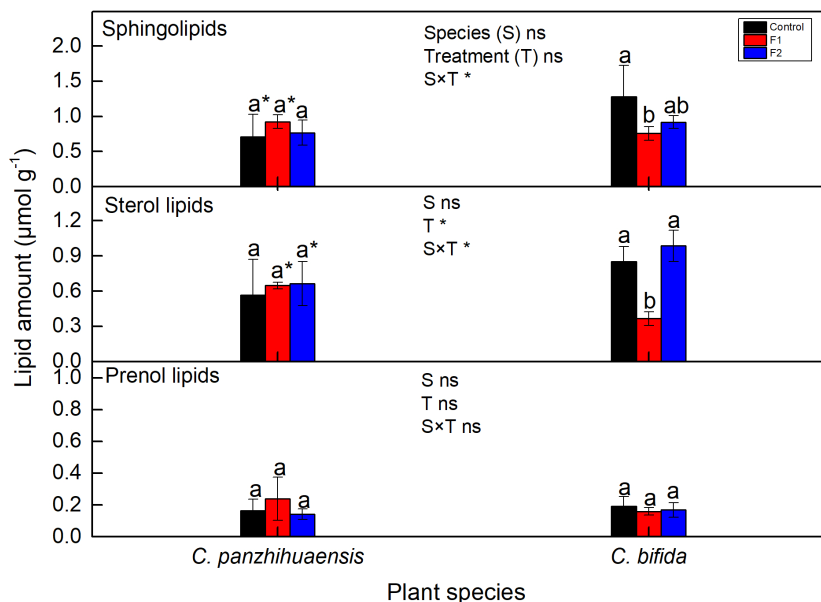 Sphingolipids
Species (S) ns
Treatment (T) ns
S×T *
Control
F1
F2
2.0
1.5
1.0
0.5
0.0
a* a* a
a b ab
Sterol lipids
S ns
T *
S×T *
1.2
0.9
0.6
0.3
0.0
a a* a*
a b a
Prenol lipids
S ns
T ns
S×T ns
1.0
0.8
0.6
0.4
0.2
0.0
a a a
a a a
Lipid amount (µmol g⁻¹)
C. panzhihuaensis
C. bifida
Plant species